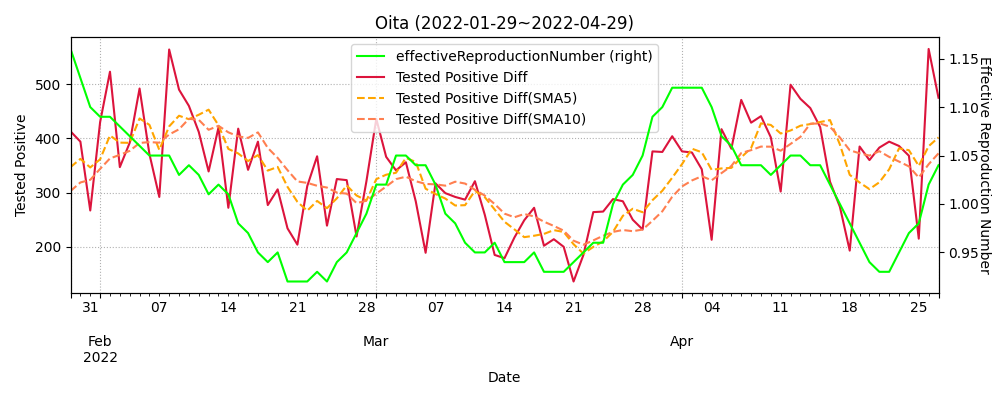 Oita (2022-01-29~2022-04-29)
effectiveReproductionNumber (right)
Tested Positive Diff
Tested Positive Diff(SMA5)
Tested Positive Diff(SMA10)
Tested Positive
500
400
300
200
1.15
1.10
1.05
1.00
0.95
Effective Reproduction Number
31 07 14 21 28 07 14 21 28 04 11 18 25
Feb Mar Apr
2022
Date